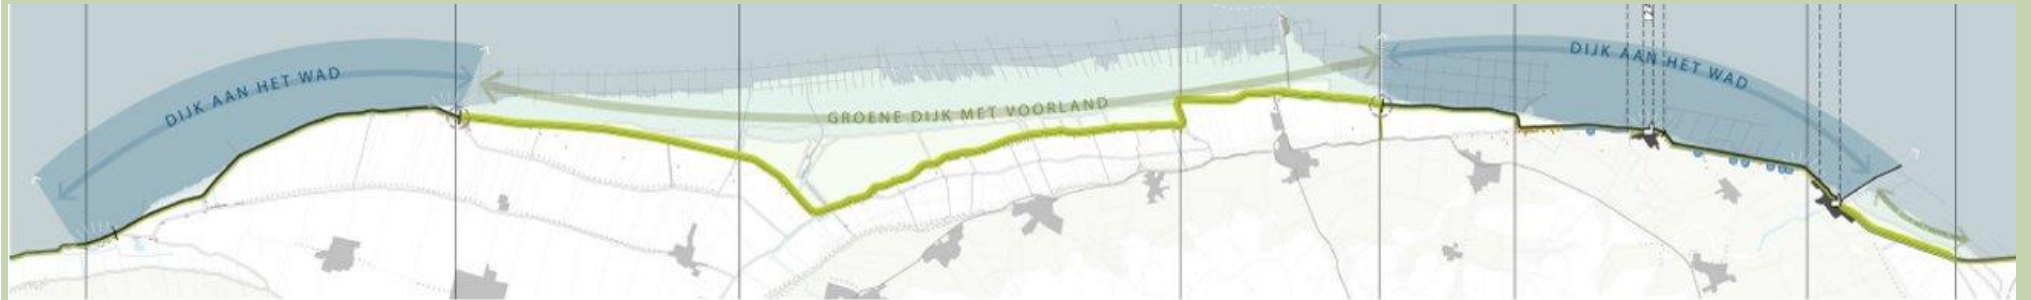 DIJK AAN HET WAD
GROENE DIJK MET VOORLAND
DIJK AAN HET WAD